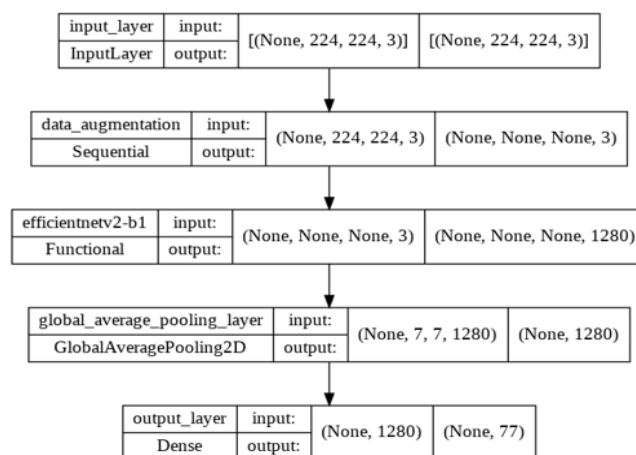 input_layer input: [(None, 224, 224, 3)] [(None, 224, 224, 3)]
InputLayer output:
data_augmentation input: (None, 224, 224, 3) (None, None, None, 3)
Sequential output:
efficientnetv2-b1 input: (None, None, None, 3) (None, None, None, 1280)
Functional output:
global_average_pooling_layer input: (None, 7, 7, 1280) (None, 1280)
GlobalAveragePooling2D output:
output_layer input: (None, 1280) (None, 77)
Dense output: